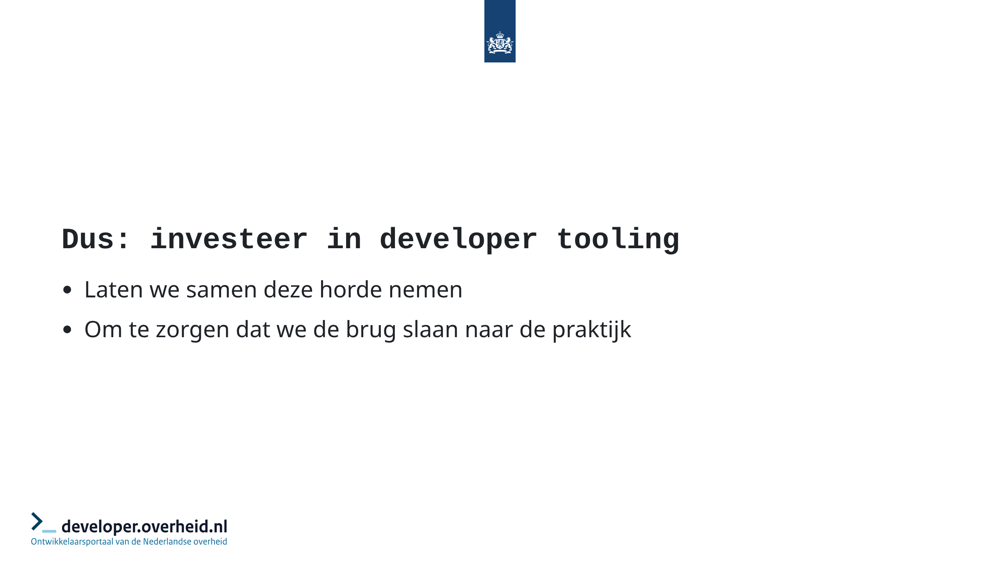 Dus: investeer in developer tooling
Laten we samen deze horde nemen
Om te zorgen dat we de brug slaan naar de praktijk
developer.overheid.nl
Ontwikkelaarsportaal van de Nederlandse overheid